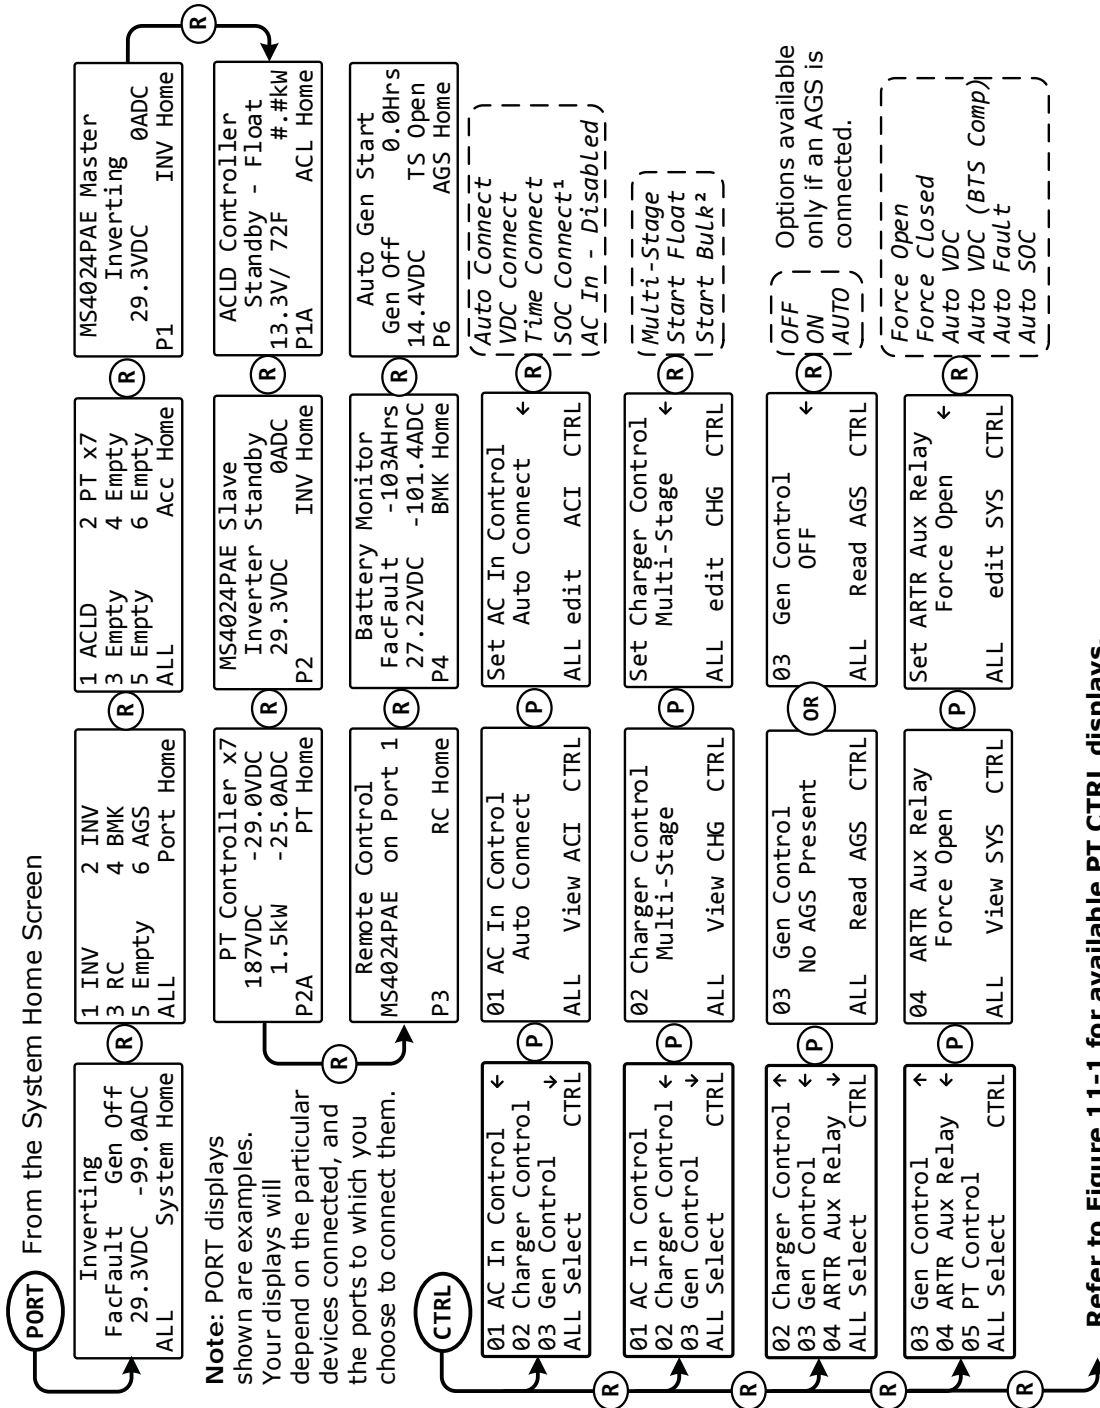 PORT
From the System Home Screen
Inverting
FacFault Gen Off
29.3VDC -99.0ADC
ALL System Home
R
1 INV 2 INV
3 RC 4 BMK
5 Empty 6 AGS
ALL Port Home
R
1 ACLD 2 PT x7
3 Empty 4 Empty
5 Empty 6 Empty
ALL Acc Home
R
MS4024PAE Master
Inverting
29.3VDC 0ADC
P1 INV Home
R
PT Controller x7
187VDC -29.0VDC
1.5kW -25.0ADC
P2A PT Home
R
MS4024PAE Slave
Inverter Standby
29.3VDC 0ADC
P2 INV Home
R
ACLD Controller
Standby - Float
13.3V/ 72F #.#kW
P1A ACL Home
R
Remote Control
MS4024PAE on Port 1
P3 RC Home
R
Battery Monitor
FacFault -103AHrs
27.22VDC -101.4ADC
P4 BMK Home
R
Auto Gen Start
Gen Off 0.0Hrs
14.4VDC TS Open
P6 AGS Home
Note: PORT displays
shown are examples.
Your displays will
depend on the particular
devices connected, and
the ports to which you
choose to connect them.
CTRL
01 AC In Control ←
02 Charger Control
03 Gen Control ↓
ALL Select CTRL
P
01 AC In Control
Auto Connect
ALL View ACI CTRL
P
Set AC In Control
Auto Connect ←
ALL edit ACI CTRL
R
Auto Connect
VDC Connect
Time Connect
SOC Connect¹
AC In - Disabled
R
01 AC In Control
02 Charger Control ←
03 Gen Control ↓
ALL Select CTRL
P
02 Charger Control
Multi-Stage
ALL View CHG CTRL
P
Set Charger Control
Multi-Stage ←
ALL edit CHG CTRL
R
Multi-Stage
Start Float
Start Bulk²
R
02 Charger Control ↑
03 Gen Control ←
04 ARTR Aux Relay ↓
ALL Select CTRL
P
03 Gen Control
No AGS Present
ALL Read AGS CTRL
OR
03 Gen Control
OFF ←
ALL Read AGS CTRL
R
OFF
ON
AUTO
Options available
only if an AGS is
connected.
R
03 Gen Control ↑
04 ARTR Aux Relay ←
05 PT Control
ALL Select CTRL
P
04 ARTR Aux Relay
Force Open
ALL View SYS CTRL
P
Set ARTR Aux Relay
Force Open ←
ALL edit SYS CTRL
R
Force Open
Force Closed
Auto VDC
Auto VDC (BTS Comp)
Auto Fault
Auto SOC
R
Refer to Figure 11-1 for available PT CTRL displays.